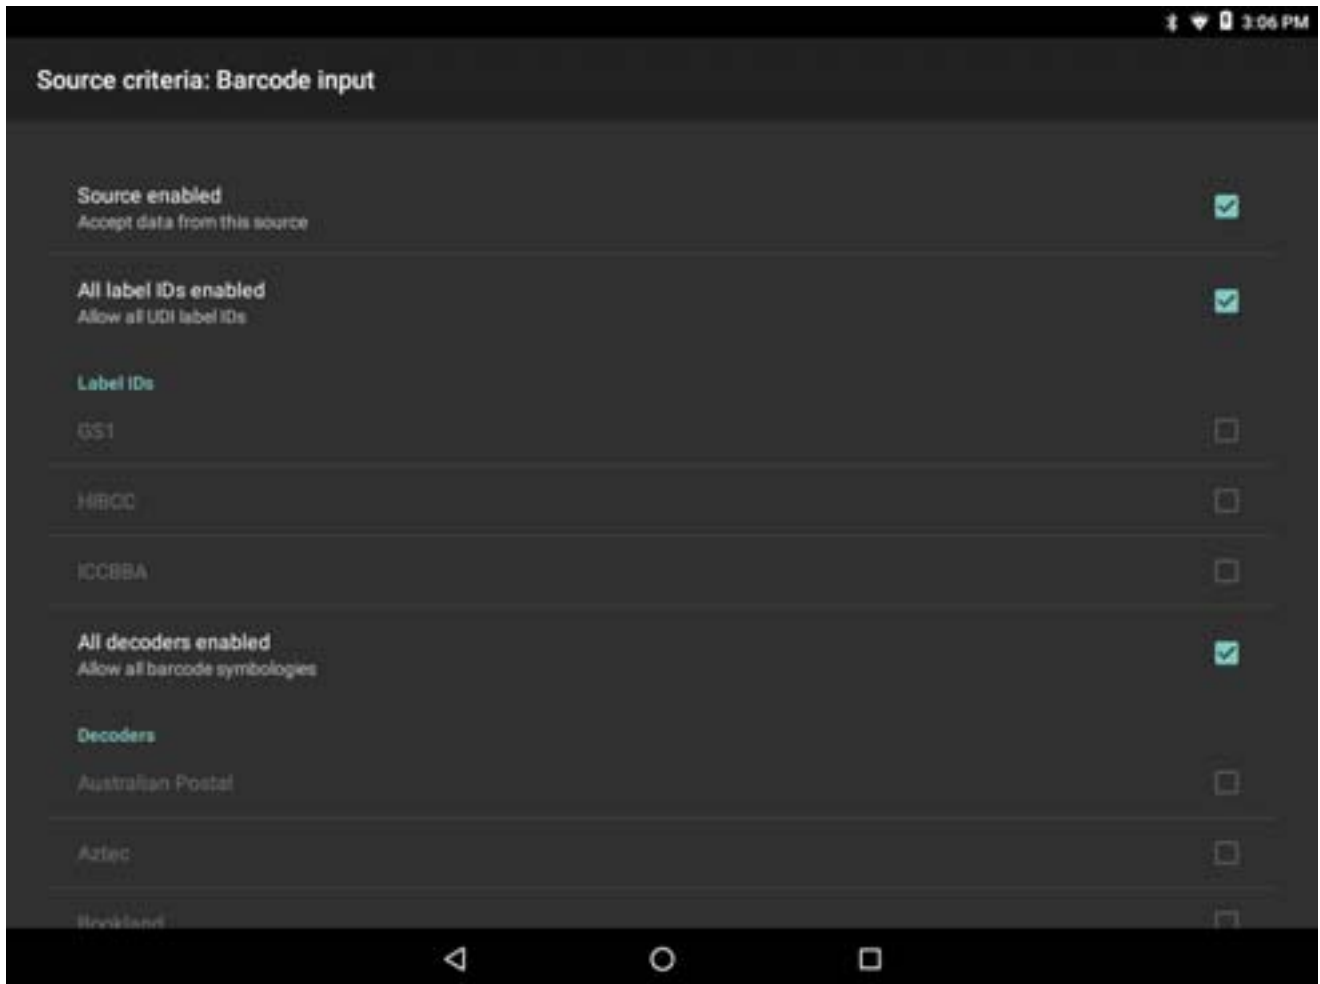 3:06 PM
Source criteria: Barcode input
Source enabled
Accept data from this source
All label IDs enabled
Allow all UDI label IDs
Label IDs
GS1
HIBCC
ICCBBA
All decoders enabled
Allow all barcode symbologies
Decoders
Australian Postal
Aztec
Bookland